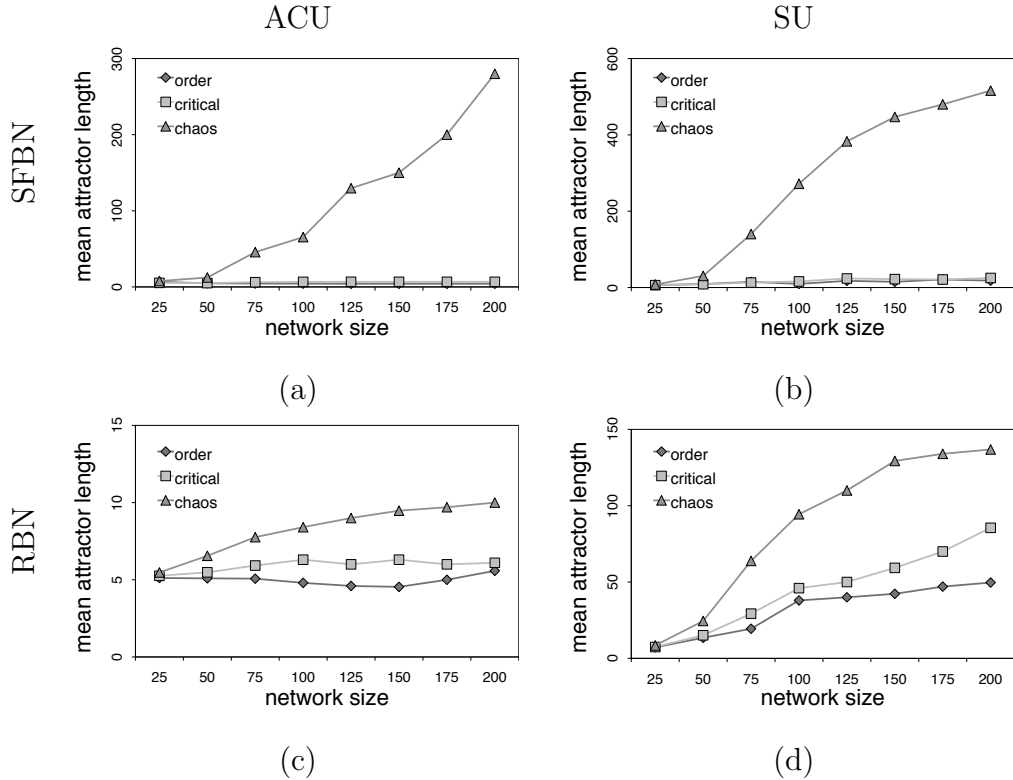 ACU
SU
SFBN
mean attractor length
300
200
100
0
order
critical
chaos
25 50 75 100 125 150 175 200
network size
(a)
mean attractor length
600
400
200
0
order
critical
chaos
25 50 75 100 125 150 175 200
network size
(b)
RBN
mean attractor length
15
10
5
0
order
critical
chaos
25 50 75 100 125 150 175 200
network size
(c)
mean attractor length
150
100
50
0
order
critical
chaos
25 50 75 100 125 150 175 200
network size
(d)